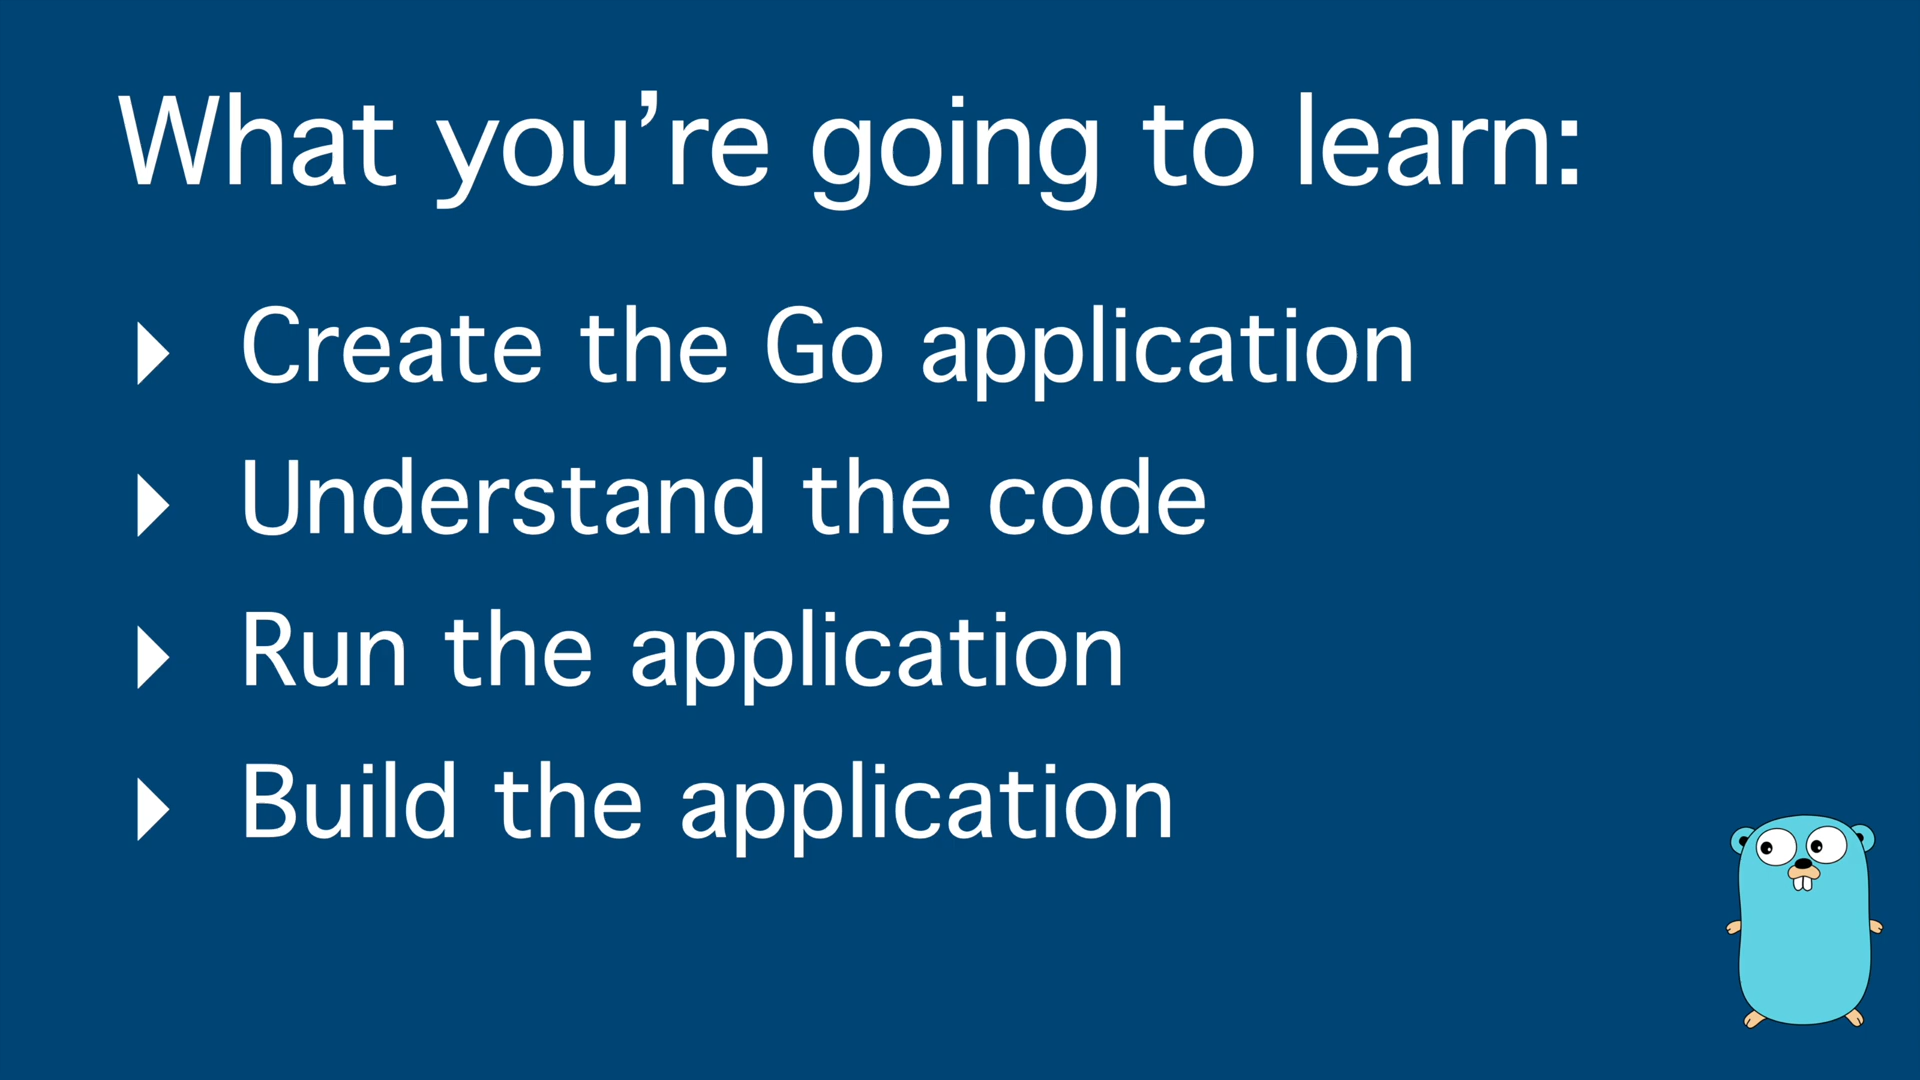 What you’re going to learn:
Create the Go application
Understand the code
Run the application
Build the application